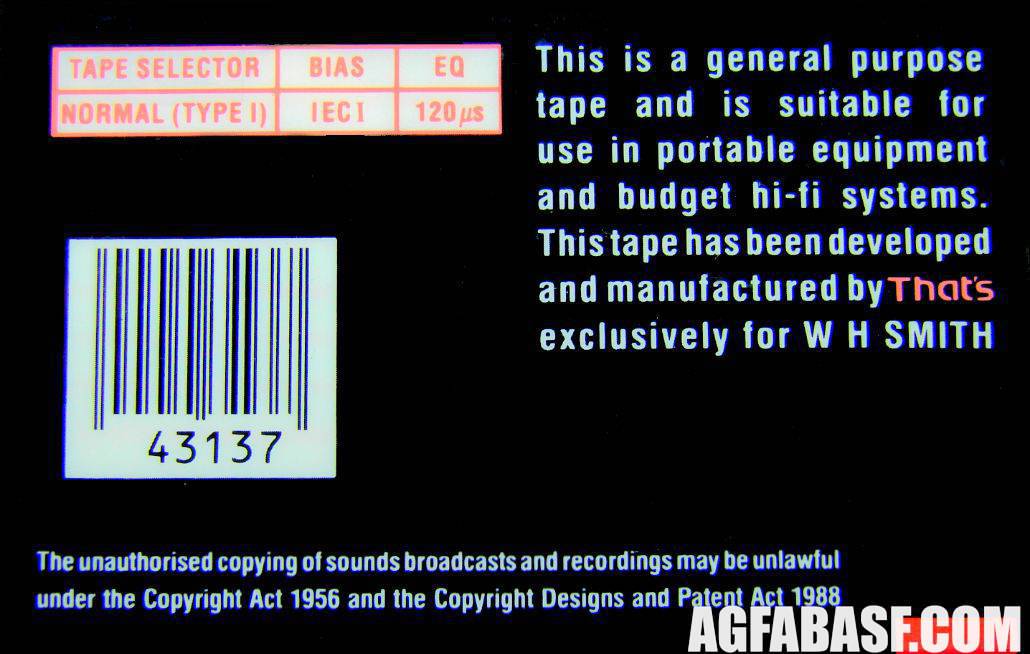 TAPE SELECTOR BIAS EQ
NORMAL (TYPE I) IEC I 120 µs
This is a general purpose
tape and is suitable for
use in portable equipment
and budget hi-fi systems.
This tape has been developed
and manufactured by That's
exclusively for W H SMITH
43137
The unauthorised copying of sounds broadcasts and recordings may be unlawful
under the Copyright Act 1956 and the Copyright Designs and Patent Act 1988
AGFABASF.COM